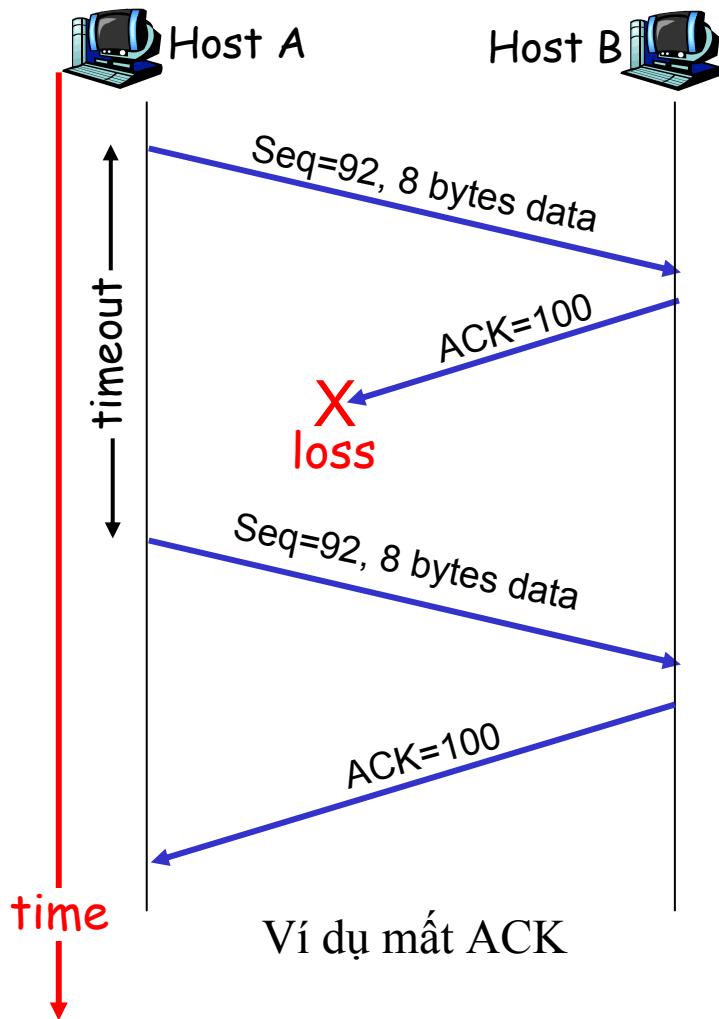 Host A
Host B
Seq=92, 8 bytes data
timeout
ACK=100
X
loss
Seq=92, 8 bytes data
ACK=100
time
Ví dụ mất ACK